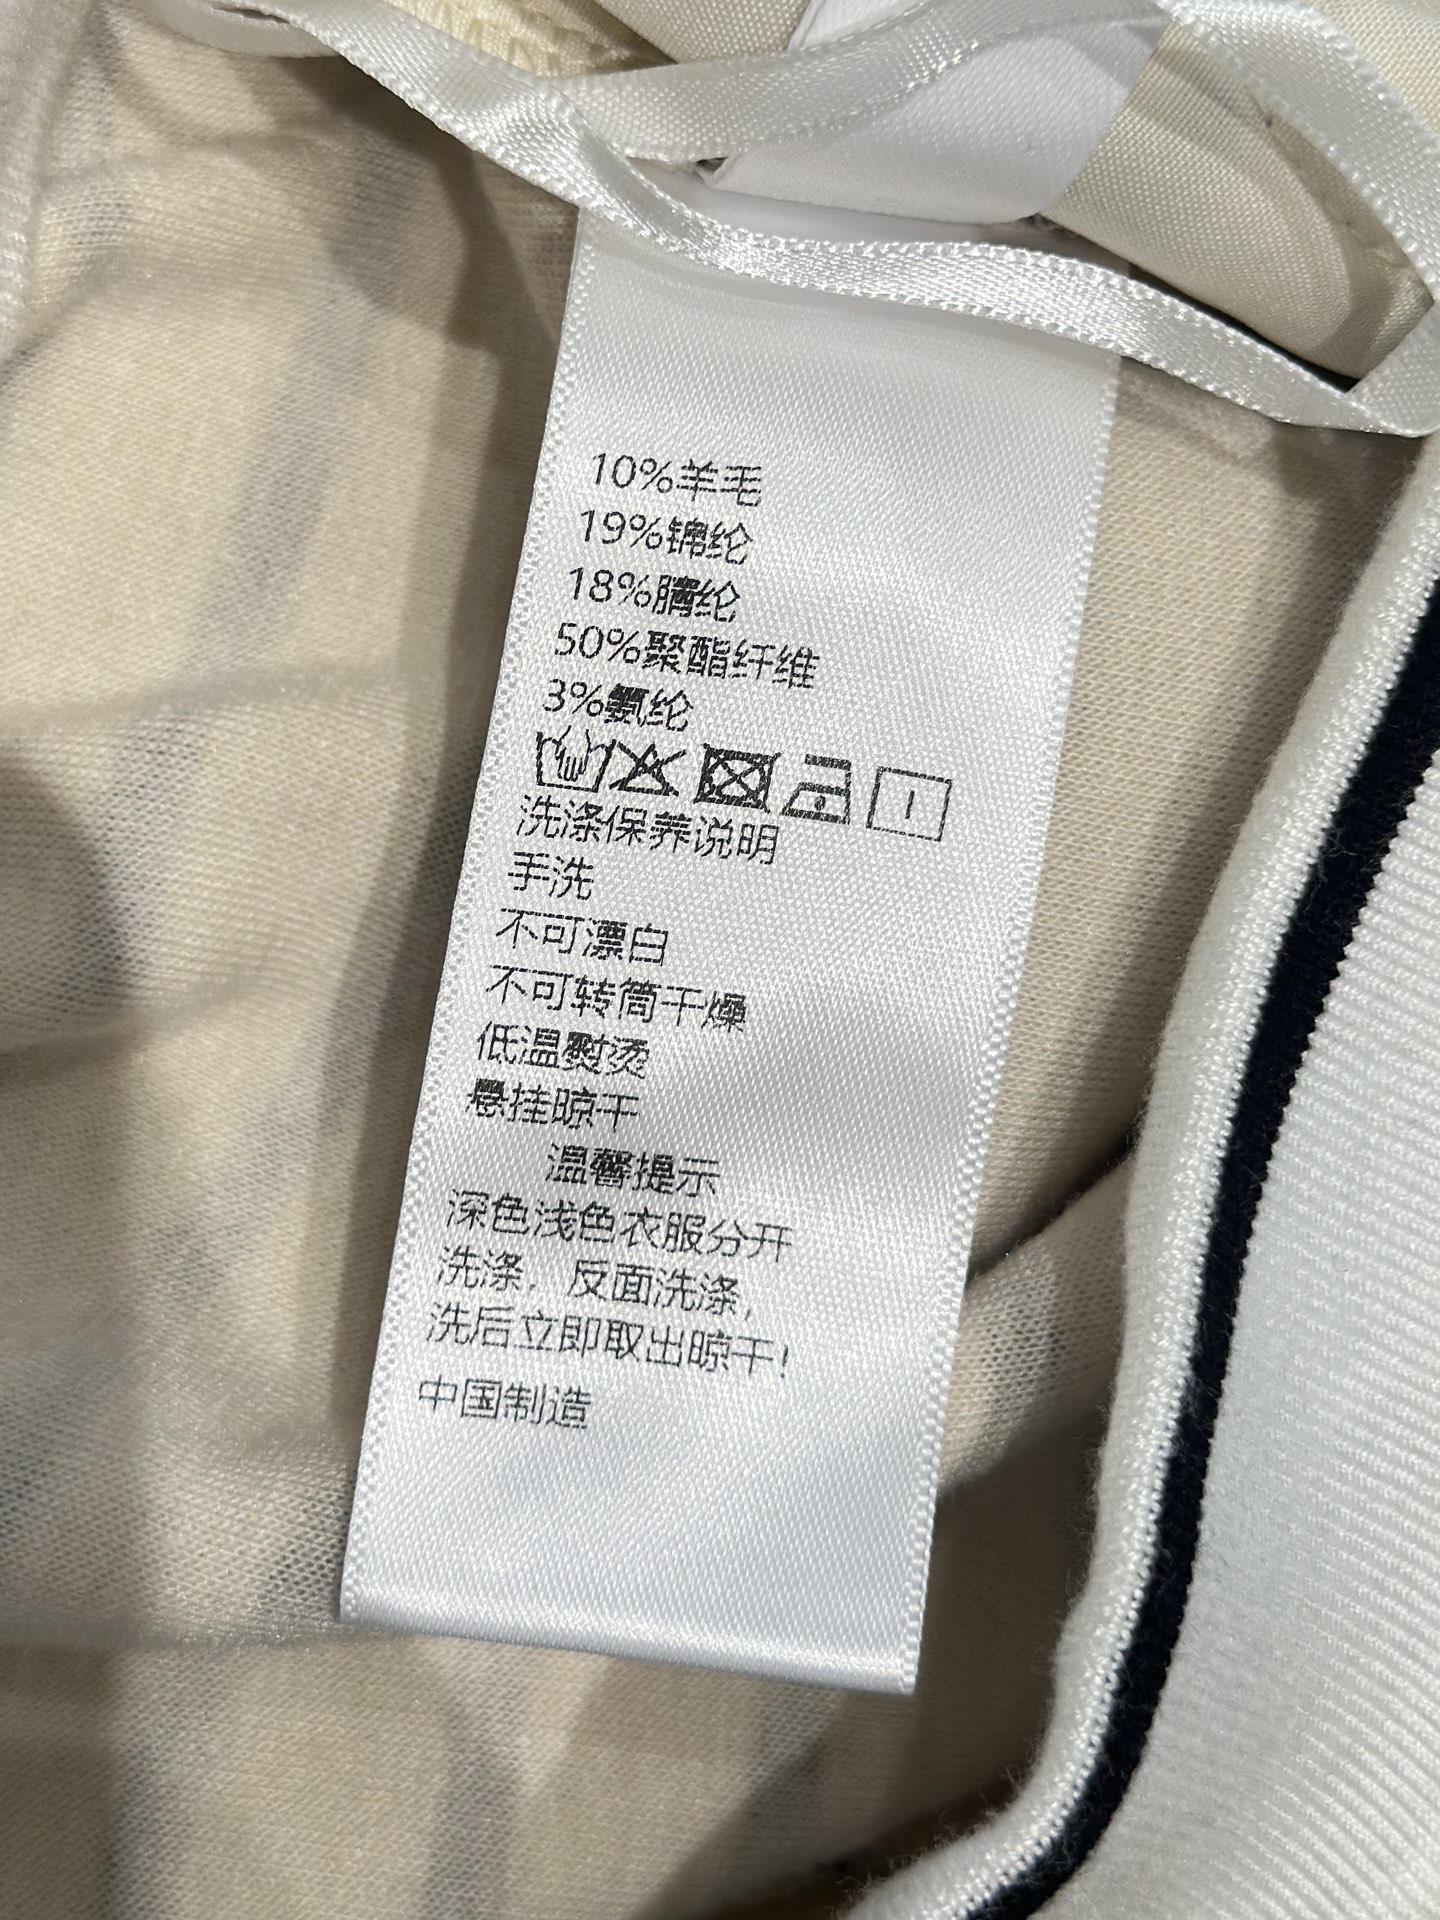 10%羊毛
19%锦纶
18%腈纶
50%聚酯纤维
3%氨纶
洗涤保养说明
手洗
不可漂白
不可转筒干燥
低温熨烫
悬挂晾干
温馨提示
深色浅色衣服分开
洗涤，反面洗涤，
洗后立即取出晾干！
中国制造